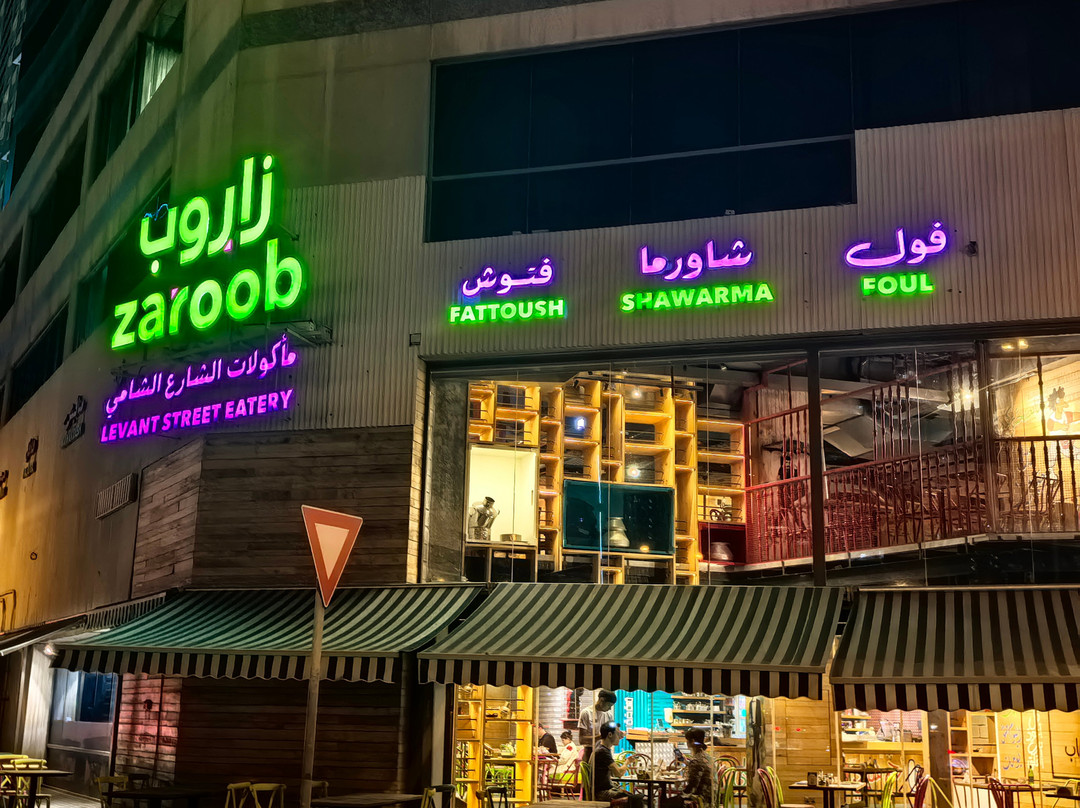 زاروب
zaroob
مأكولات الشارع الشامي
LEVANT STREET EATERY
فتوش
FATTOUSH
شاورما
SHAWARMA
فول
FOUL